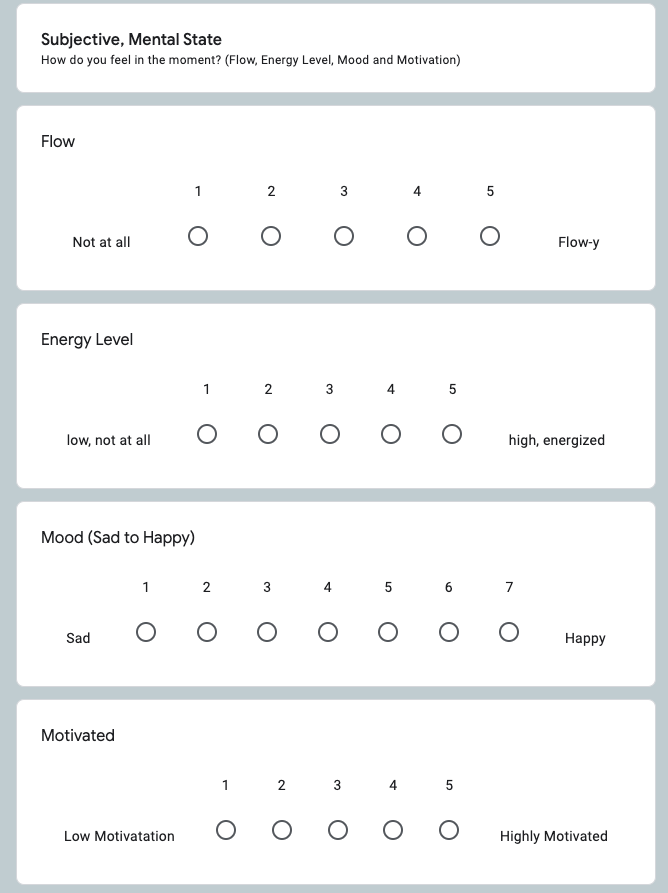 Subjective, Mental State
How do you feel in the moment? (Flow, Energy Level, Mood and Motivation)
Flow
1 2 3 4 5
Not at all Flow-y
Energy Level
1 2 3 4 5
low, not at all high, energized
Mood (Sad to Happy)
1 2 3 4 5 6 7
Sad Happy
Motivated
1 2 3 4 5
Low Motivatation Highly Motivated